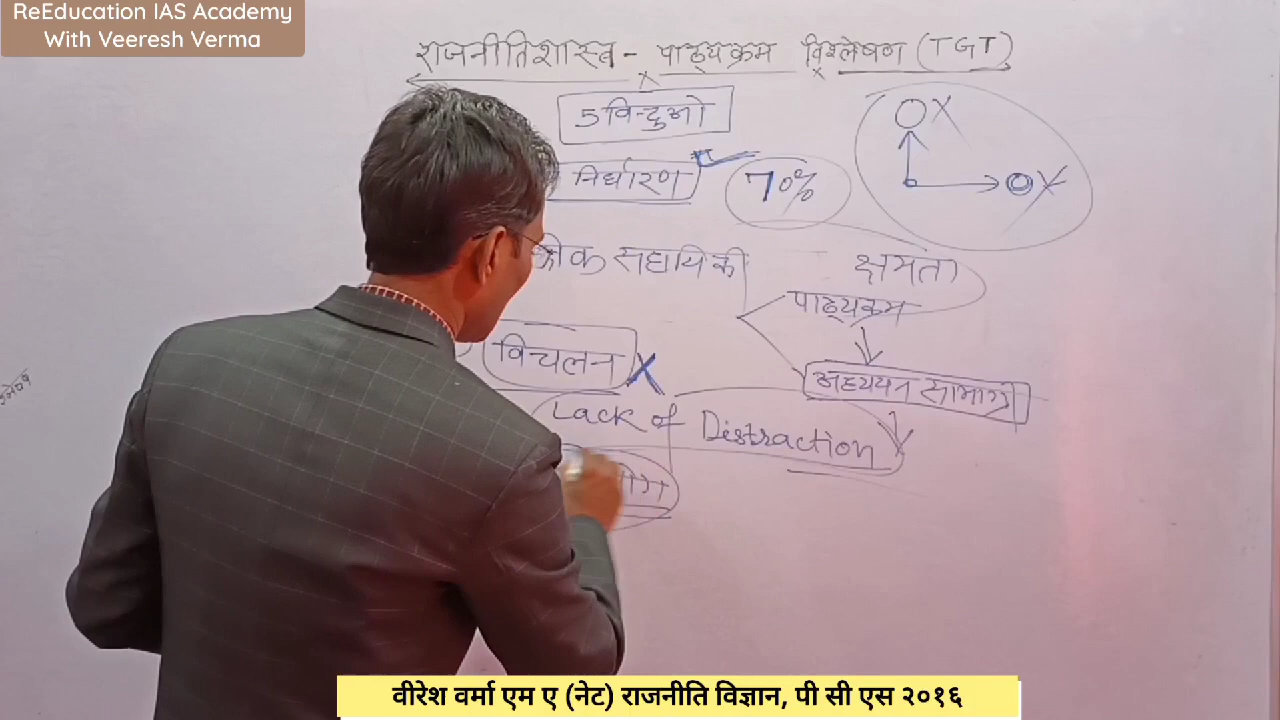 ReEducation IAS Academy
With Veeresh Verma
राजनीतिशास्त्र - पाठ्यक्रम विश्लेषण (TGT)
5 विन्दुओ
निर्धारण 70%
सहायिकी क्षमता
पाठ्यक्रम
विचलन X
अध्ययन सामाग्री
Lack of Distraction
वीरेश वर्मा एम ए (नेट) राजनीति विज्ञान, पी सी एस २०१६